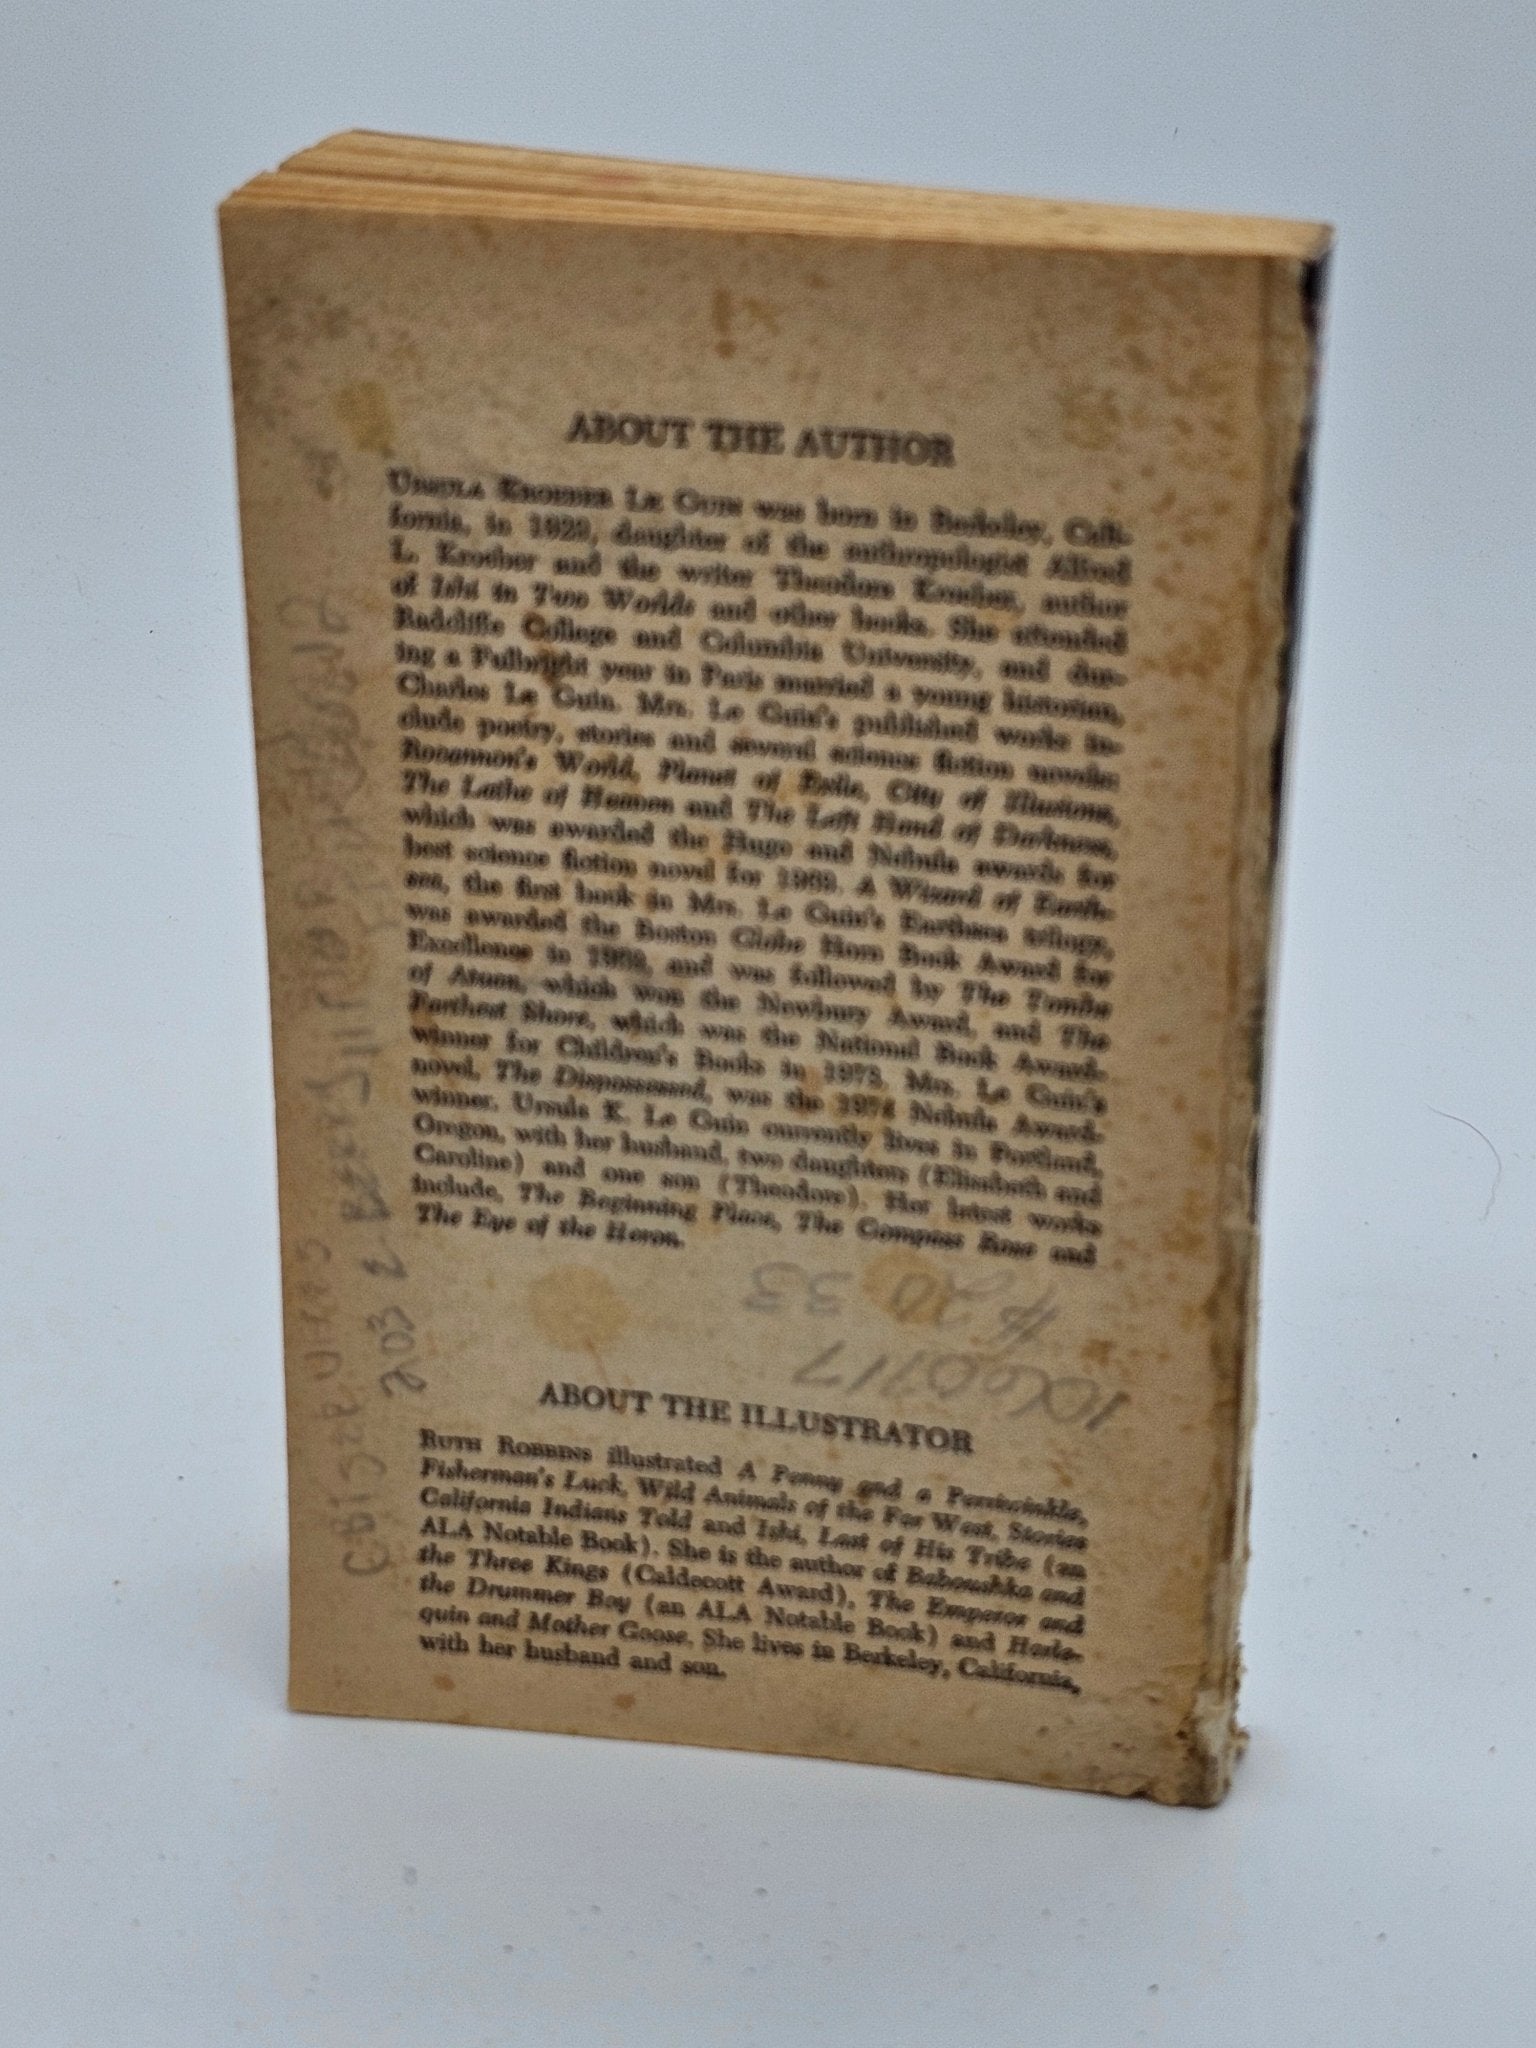 ABOUT THE AUTHOR
URSULA KROEBER LE GUIN was born in Berkeley, Cali-
fornia, in 1929, daughter of the anthropologist Alfred
L. Kroeber and the writer Theodora Kroeber, author
of Ishi in Two Worlds and other books. She attended
Radcliffe College and Columbia University, and dur-
ing a Fulbright year in Paris married a young historian,
Charles Le Guin. Mrs. Le Guin's published works in-
clude poetry, stories and several science fiction novels:
Rocannon's World, Planet of Exile, City of Illusions,
The Lathe of Heaven and The Left Hand of Darkness,
which was awarded the Hugo and Nebula awards for
best science fiction novel for 1969. A Wizard of Earth-
sea, the first book in Mrs. Le Guin's Earthsea trilogy,
was awarded the Boston Globe Horn Book Award for
Excellence in 1969, and was followed by The Tombs
of Atuan, which won the Newbury Award, and The
Farthest Shore, which was the National Book Award-
winner for Children's Books in 1972. Mrs. Le Guin's
novel, The Dispossessed, was the 1974 Nebula Award-
winner. Ursula K. Le Guin currently lives in Portland,
Oregon, with her husband, two daughters (Elisabeth and
Caroline) and one son (Theodore). Her latest works
include, The Beginning Place, The Compass Rose and
The Eye of the Heron.
#20 33
1060717
ABOUT THE ILLUSTRATOR
RUTH ROBBINS illustrated A Penny and a Periwinkle,
Fisherman's Luck, Wild Animals of the Far West, Stories
California Indians Told and Ishi, Last of His Tribe (an
ALA Notable Book). She is the author of Baboushka and
the Three Kings (Caldecott Award), The Emperor and
the Drummer Boy (an ALA Notable Book) and Harle-
quin and Mother Goose. She lives in Berkeley, California,
with her husband and son.